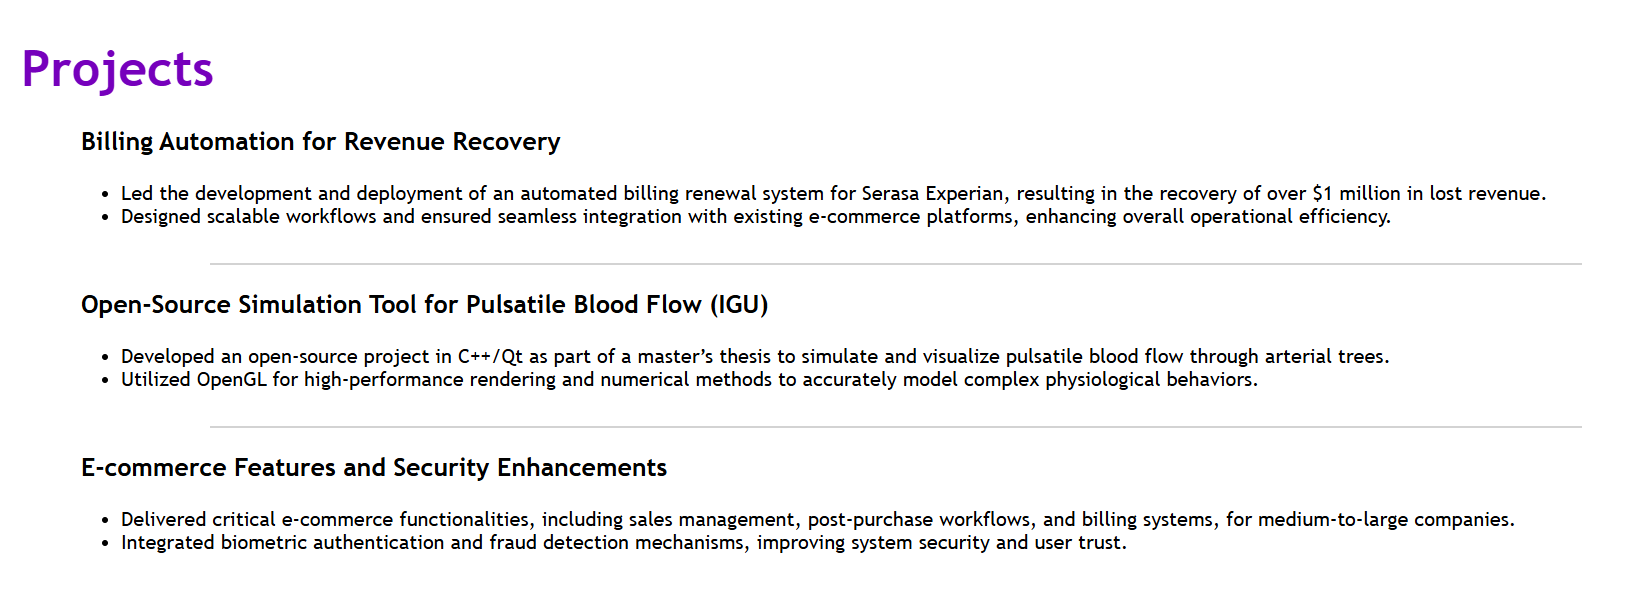 Projects
Billing Automation for Revenue Recovery
• Led the development and deployment of an automated billing renewal system for Serasa Experian, resulting in the recovery of over $1 million in lost revenue.
• Designed scalable workflows and ensured seamless integration with existing e-commerce platforms, enhancing overall operational efficiency.
Open-Source Simulation Tool for Pulsatile Blood Flow (IGU)
• Developed an open-source project in C++/Qt as part of a master’s thesis to simulate and visualize pulsatile blood flow through arterial trees.
• Utilized OpenGL for high-performance rendering and numerical methods to accurately model complex physiological behaviors.
E-commerce Features and Security Enhancements
• Delivered critical e-commerce functionalities, including sales management, post-purchase workflows, and billing systems, for medium-to-large companies.
• Integrated biometric authentication and fraud detection mechanisms, improving system security and user trust.